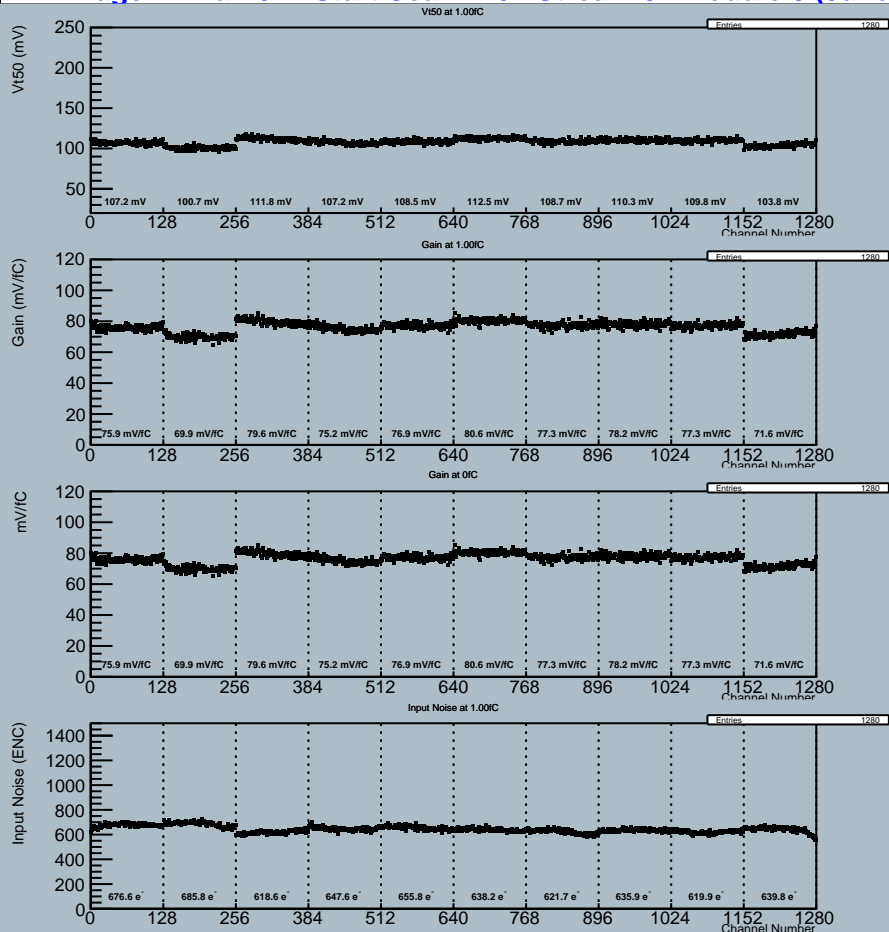 Vt50 at 1.00fC
Entries 1280
Vt50 (mV)
250
200
150
100
50
107.2 mV 100.7 mV 111.8 mV 107.2 mV 108.5 mV 112.5 mV 108.7 mV 110.3 mV 109.8 mV 103.8 mV
0 128 256 384 512 640 768 896 1024 1152 1280
Channel Number
Gain at 1.00fC
Entries 1280
Gain (mV/fC)
120
100
80
60
40
20
0
75.9 mV/fC 69.9 mV/fC 79.6 mV/fC 75.2 mV/fC 76.9 mV/fC 80.6 mV/fC 77.3 mV/fC 78.2 mV/fC 77.3 mV/fC 71.6 mV/fC
0 128 256 384 512 640 768 896 1024 1152 1280
Channel Number
Gain at 0fC
Entries 1280
mV/fC
120
100
80
60
40
20
0
75.9 mV/fC 69.9 mV/fC 79.6 mV/fC 75.2 mV/fC 76.9 mV/fC 80.6 mV/fC 77.3 mV/fC 78.2 mV/fC 77.3 mV/fC 71.6 mV/fC
0 128 256 384 512 640 768 896 1024 1152 1280
Channel Number
Input Noise at 1.00fC
Entries 1280
Input Noise (ENC)
1400
1200
1000
800
600
400
200
0
676.6 e⁻ 685.8 e⁻ 618.6 e⁻ 647.6 e⁻ 655.8 e⁻ 638.2 e⁻ 621.7 e⁻ 635.9 e⁻ 619.9 e⁻ 639.8 e⁻
0 128 256 384 512 640 768 896 1024 1152 1280
Channel Number